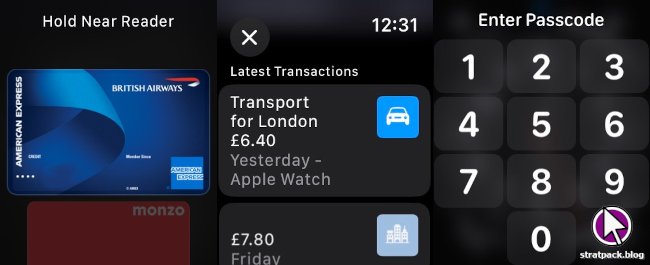 Hold Near Reader
BRITISH AIRWAYS
AMERICAN EXPRESS
CREDIT
Member Since
AMERICAN
EXPRESS
monzo
12:31
Latest Transactions
Transport
for London
£6.40
Yesterday -
Apple Watch
£7.80
Friday
Enter Passcode
1 2 3
4 5 6
7 8 9
0
stratpack.blog